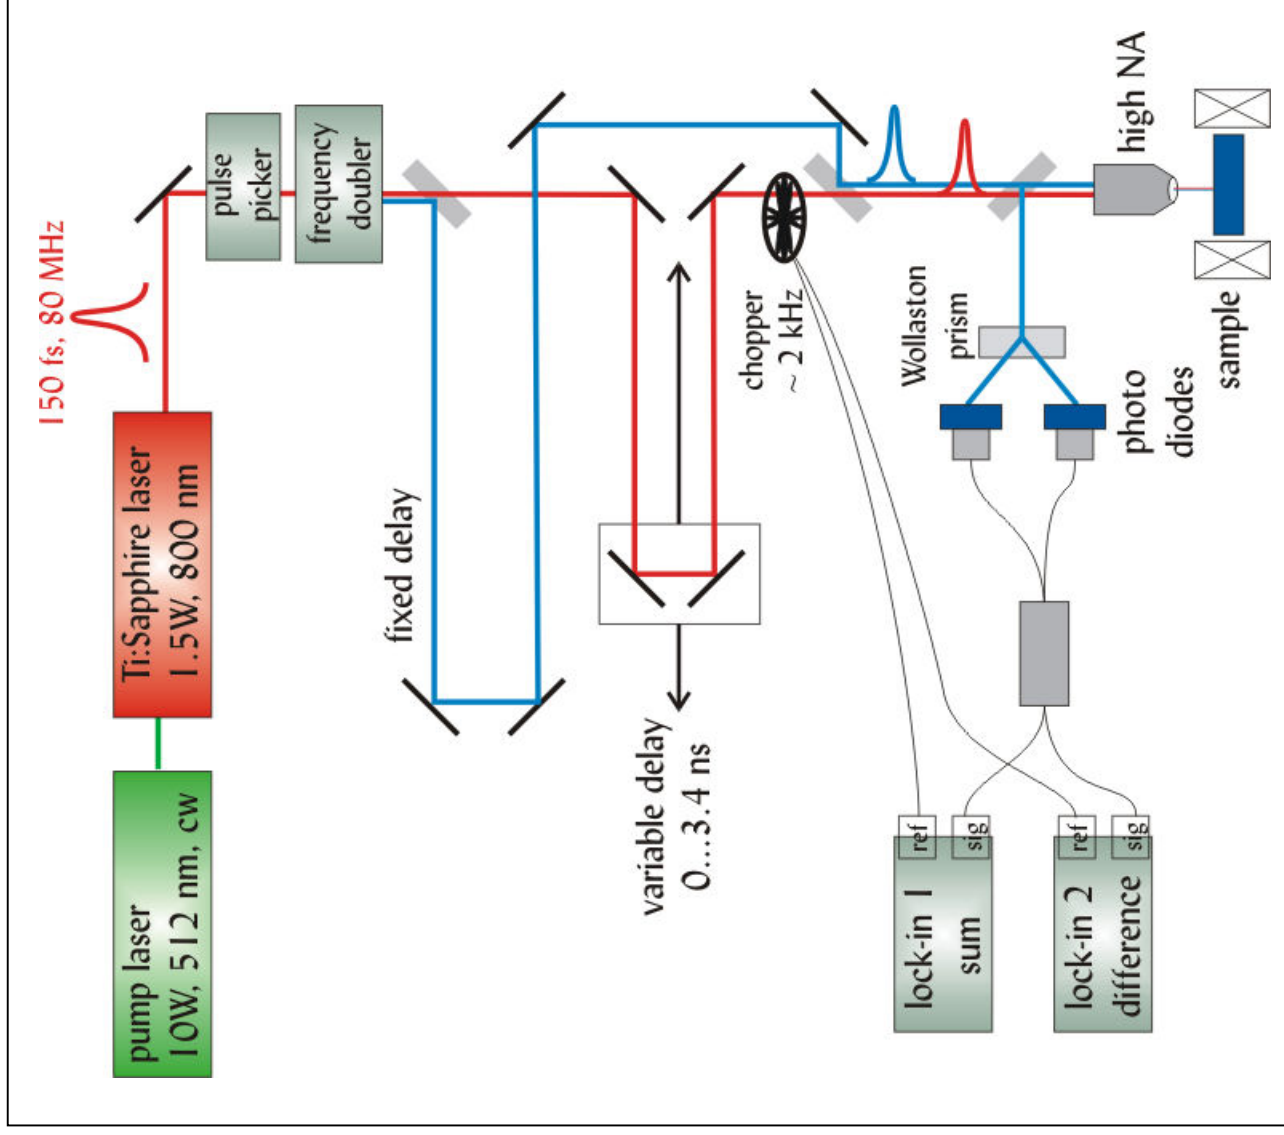 150 fs, 80 MHz
pump laser
10W, 512 nm, cw
Ti:Sapphire laser
1.5W, 800 nm
pulse
picker
frequency
doubler
fixed delay
variable delay
0...3.4 ns
chopper
~ 2 kHz
high NA
sample
Wollaston
prism
photo
diodes
lock-in 1
sum
ref
sig
lock-in 2
difference
ref
sig